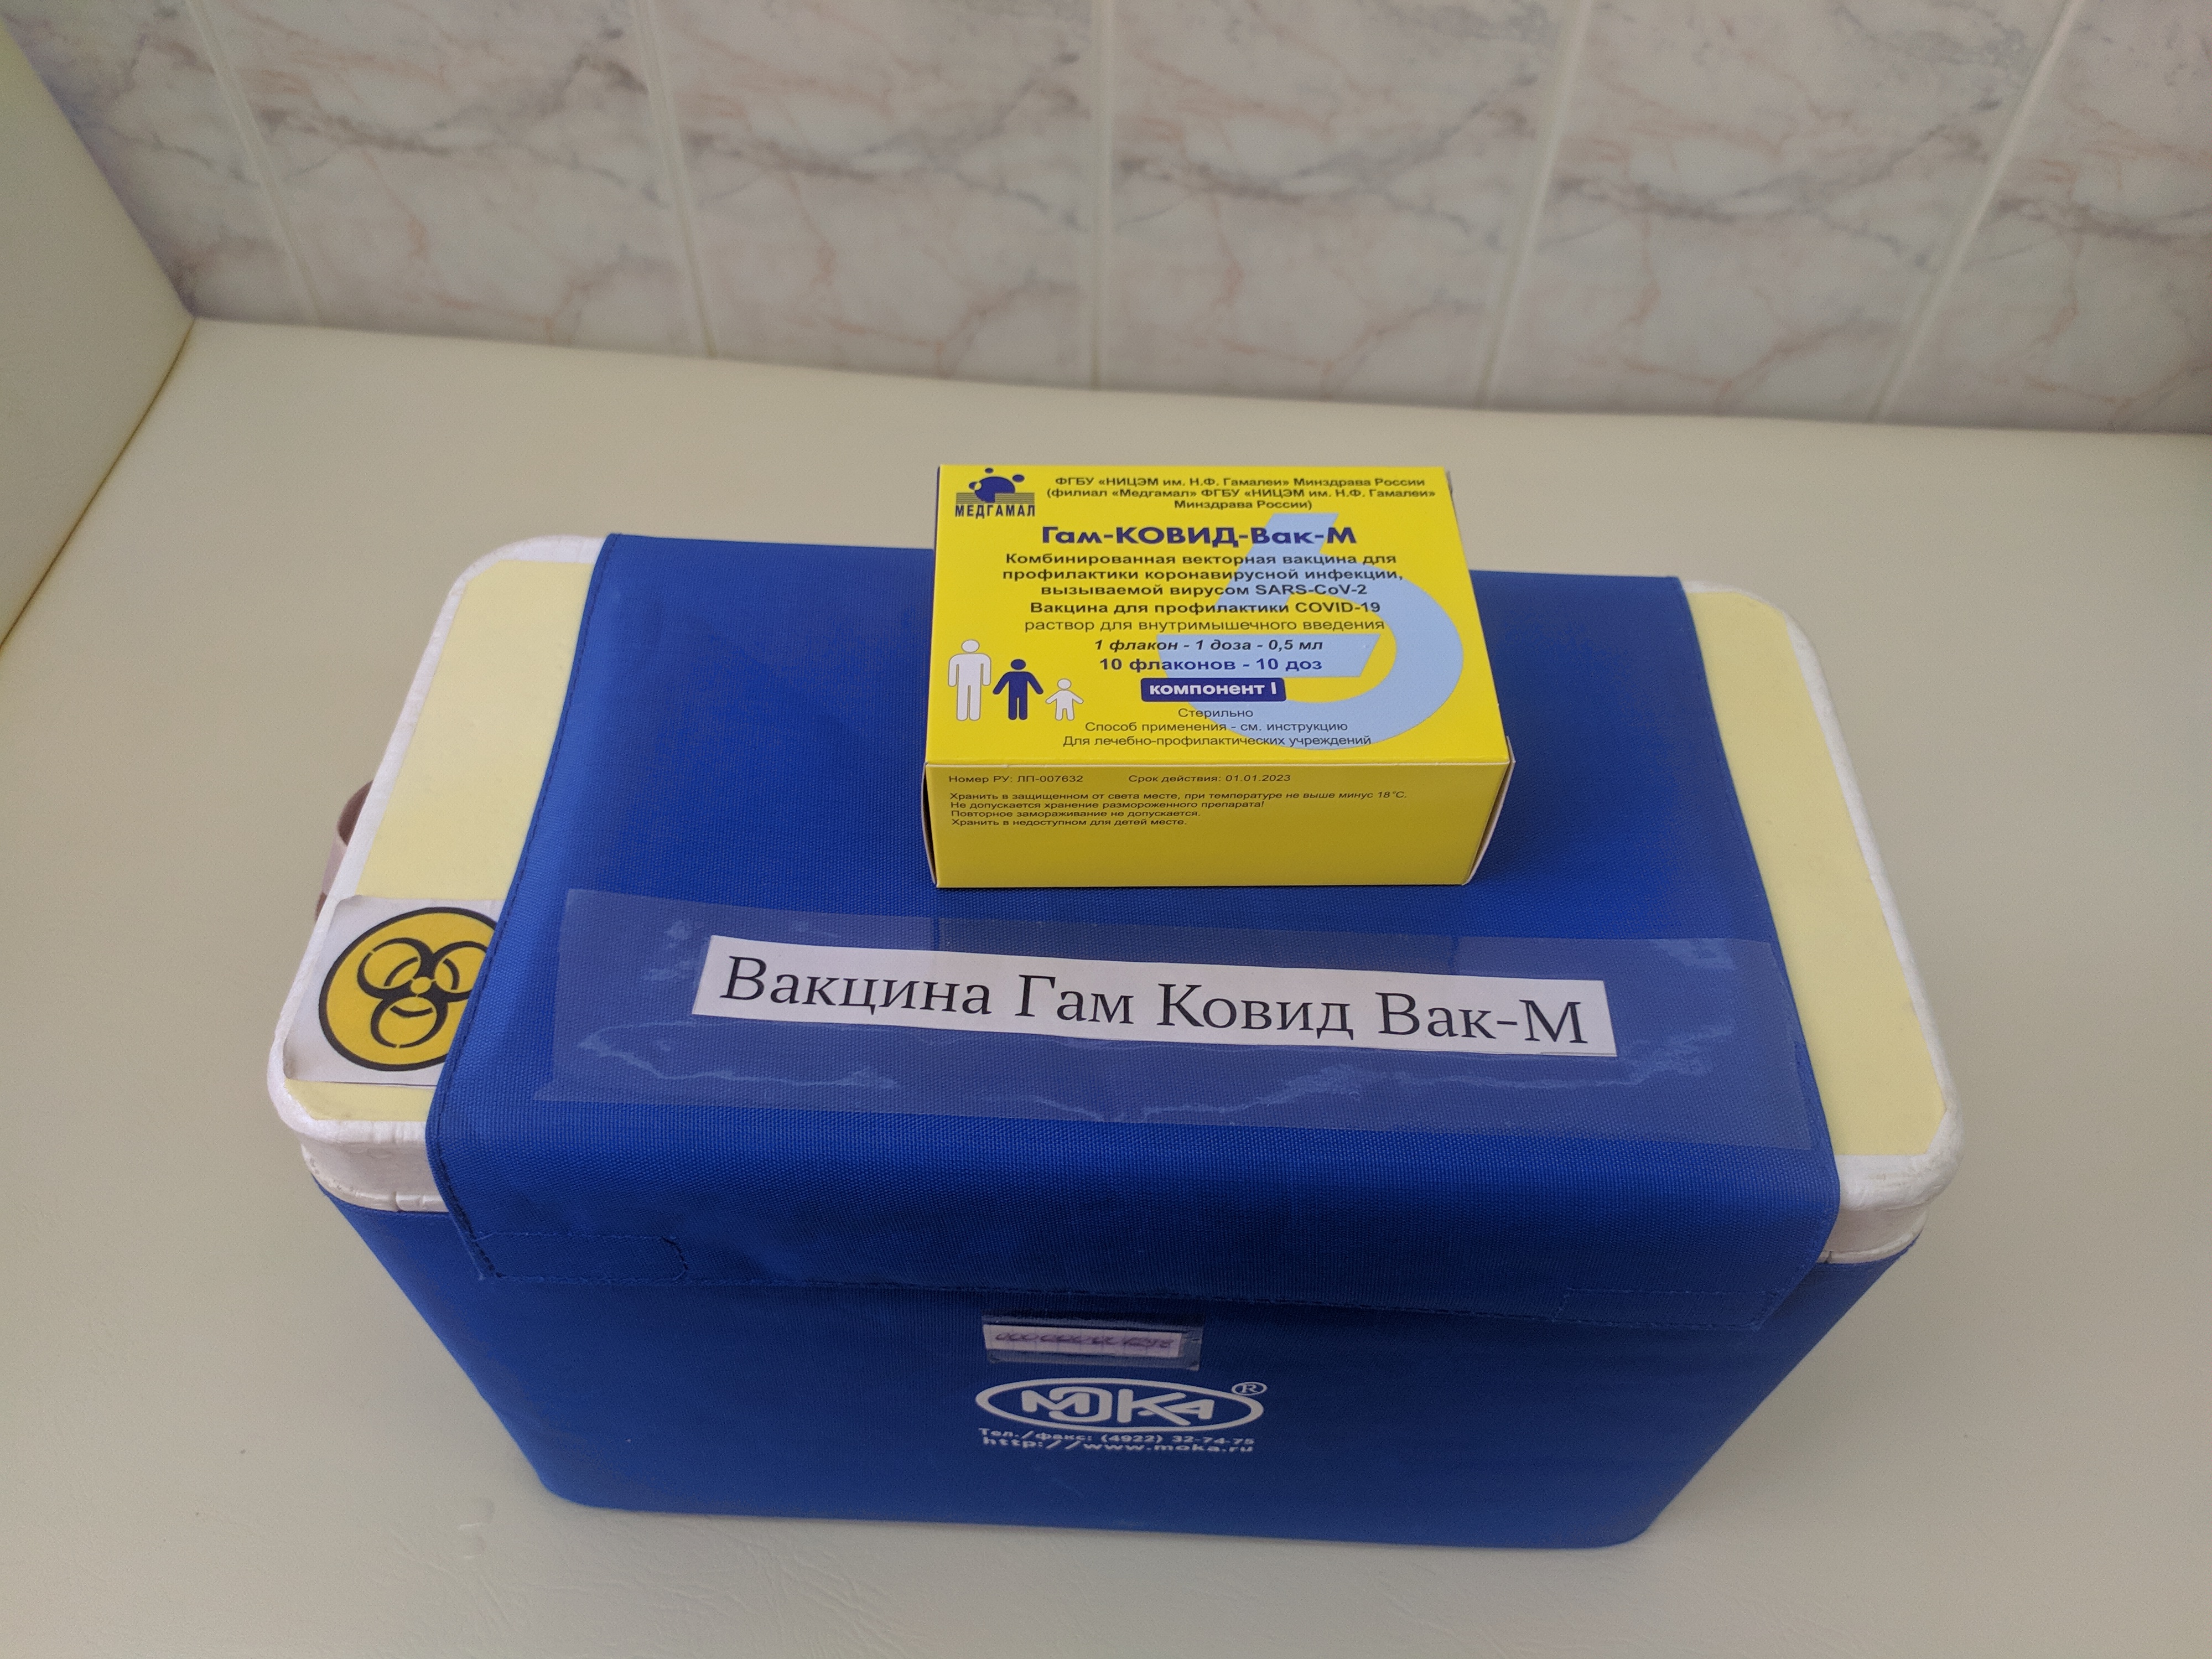 МЕДГАМАЛ
ФГБУ «НИЦЭМ им. Н.Ф. Гамалеи» Минздрава России
(филиал «Медгамал» ФГБУ «НИЦЭМ им. Н.Ф. Гамалеи»
Минздрава России)
Гам-КОВИД-Вак-М
Комбинированная векторная вакцина для
профилактики коронавирусной инфекции,
вызываемой вирусом SARS-CoV-2
Вакцина для профилактики COVID-19
раствор для внутримышечного введения
1 флакон - 1 доза - 0,5 мл
10 флаконов - 10 доз
компонент I
Стерильно
Способ применения - см. инструкцию
Для лечебно-профилактических учреждений
Номер РУ: ЛП-007632 Срок действия: 01.01.2023
Хранить в защищенном от света месте, при температуре не выше минус 18°С.
Не допускается хранение размороженного препарата!
Повторное замораживание не допускается.
Хранить в недоступном для детей месте.
Вакцина Гам Ковид Вак-М
МОКА ®
Тел./факс: (4922) 32-74-75
http://www.moka.ru